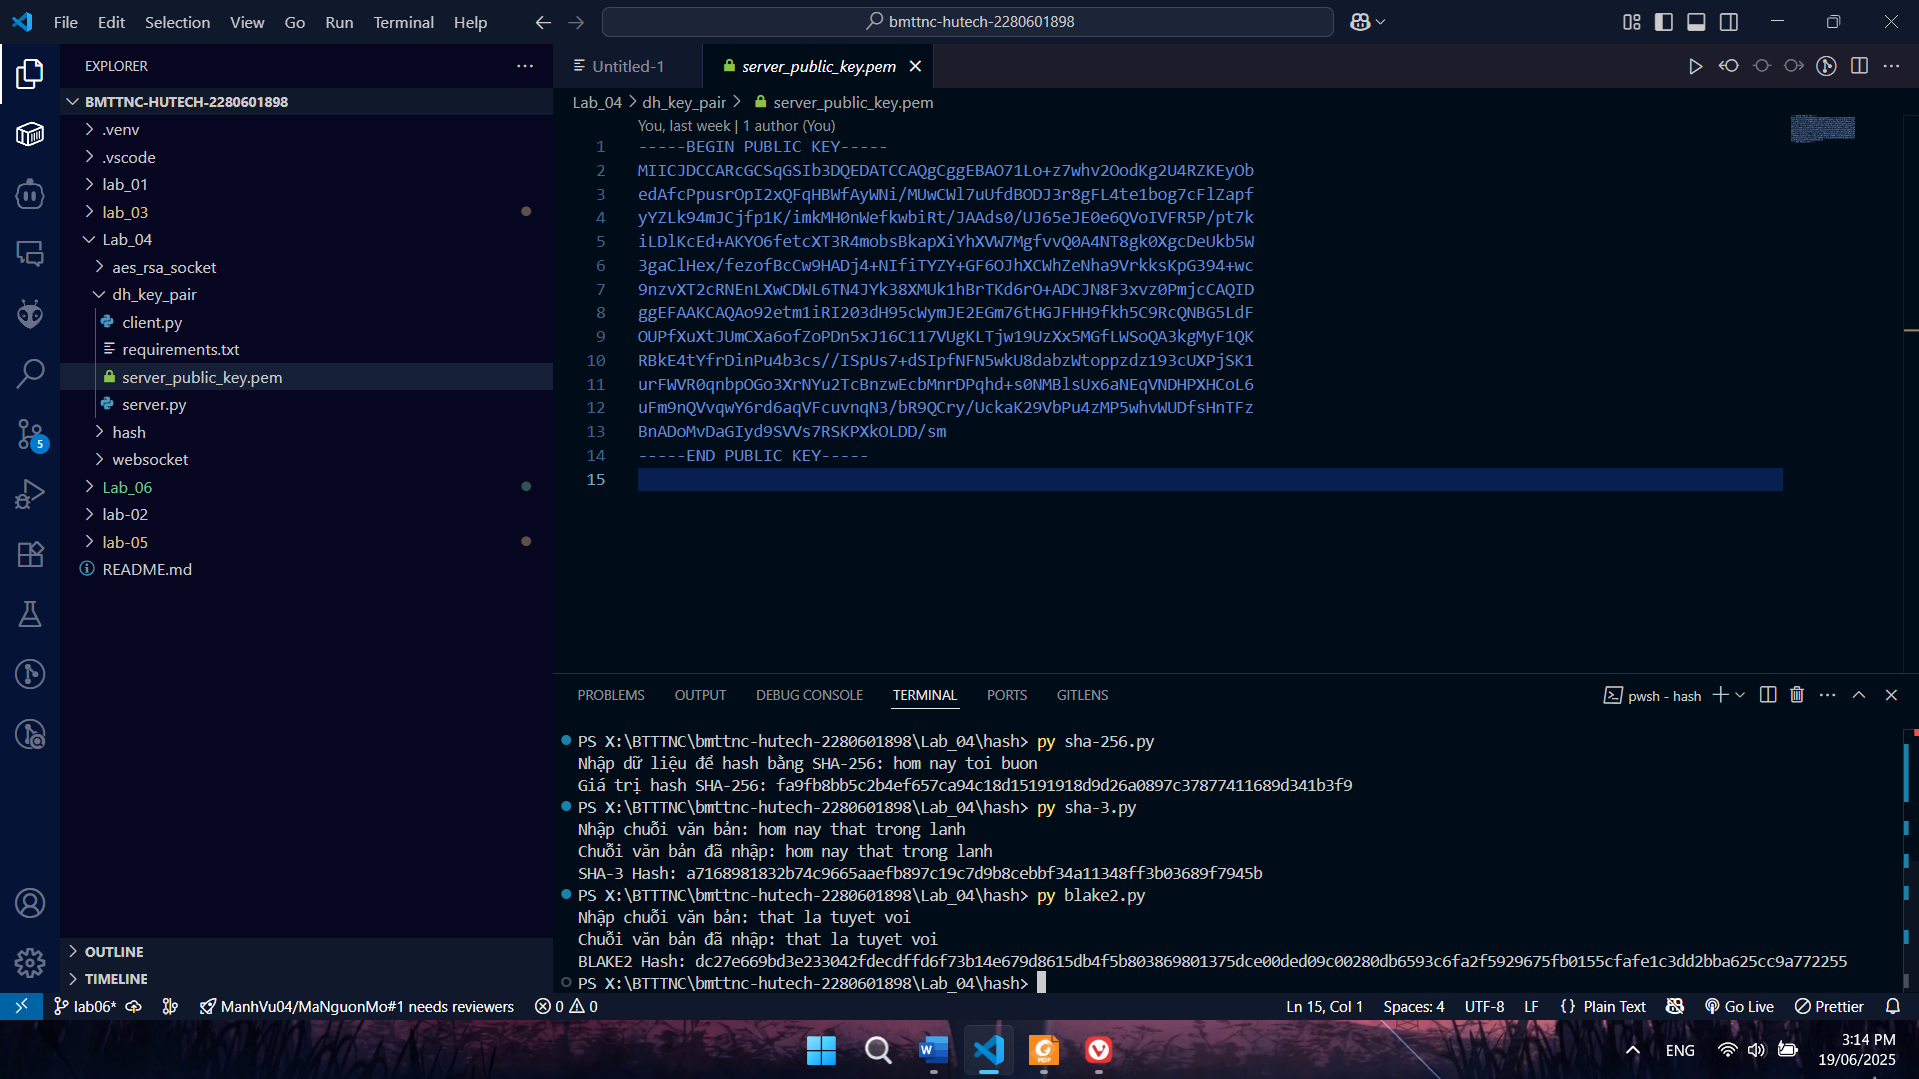 File Edit Selection View Go Run Terminal Help
bmttnc-hutech-2280601898
EXPLORER
BMTTNC-HUTECH-2280601898
.venv
.vscode
lab_01
lab_03
Lab_04
aes_rsa_socket
dh_key_pair
client.py
requirements.txt
server_public_key.pem
server.py
hash
websocket
Lab_06
lab-02
lab-05
README.md
OUTLINE
TIMELINE
5
Untitled-1
server_public_key.pem
Lab_04 > dh_key_pair > server_public_key.pem
You, last week | 1 author (You)
1 -----BEGIN PUBLIC KEY-----
2 MIICJDCCARcGCSqGSIb3DQEDATCCAQgCggEBAO71Lo+z7whv2OodKg2U4RZKEyOb
3 edAfcPpusrOpI2xQFqHBWfAyWNi/MUwCWl7uUfdBODJ3r8gFL4te1bog7cFlZapf
4 yYZLk94mJCjfp1K/imkMH0nWefkwbiRt/JAAds0/UJ65eJE0e6QVoIVFR5P/pt7k
5 iLDlKcEd+AKYO6fetcXT3R4mobsBkapXiYhXVW7MgfvvQ0A4NT8gk0XgcDeUkb5W
6 3gaClHex/fezofBcCw9HADj4+NIfiTYZY+GF6OJhXCWhZeNha9VrkksKpG394+wc
7 9nzvXT2cRNEnLXwCDWL6TN4JYk38XMUk1hBrTKd6rO+ADCJN8F3xvz0PmjcCAQID
8 ggEFAAKCAQAo92etm1iRI203dH95cWymJE2EGm76tHGJFHH9fkh5C9RcQNBG5LdF
9 OUPfXuXtJUmCXa6ofZoPDn5xJ16C117VUgKLTjw19UzXx5MGfLWSoQA3kgMyF1QK
10 RBkE4tYfrDinPu4b3cs//ISpUs7+dSIpfNFN5wkU8dabzWtoppzdz193cUXPjSK1
11 urFWVR0qnbpOGo3XrNYu2TcBnzwEcbMnrDPqhd+s0NMBlsUx6aNEqVNDHPXHCoL6
12 uFm9nQVvqwY6rd6aqVFcuvnqN3/bR9QCry/UckaK29VbPu4zMP5whvWUDfsHnTFz
13 BnADoMvDaGIyd9SVVs7RSKPXkOLDD/sm
14 -----END PUBLIC KEY-----
15
PROBLEMS OUTPUT DEBUG CONSOLE TERMINAL PORTS GITLENS
pwsh - hash
PS X:\BTTTNC\bmttnc-hutech-2280601898\Lab_04\hash> py sha-256.py
Nhập dữ liệu để hash bằng SHA-256: hom nay toi buon
Giá trị hash SHA-256: fa9fb8bb5c2b4ef657ca94c18d15191918d9d26a0897c37877411689d341b3f9
PS X:\BTTTNC\bmttnc-hutech-2280601898\Lab_04\hash> py sha-3.py
Nhập chuỗi văn bản: hom nay that trong lanh
Chuỗi văn bản đã nhập: hom nay that trong lanh
SHA-3 Hash: a7168981832b74c9665aaefb897c19c7d9b8cebbf34a11348ff3b03689f7945b
PS X:\BTTTNC\bmttnc-hutech-2280601898\Lab_04\hash> py blake2.py
Nhập chuỗi văn bản: that la tuyet voi
Chuỗi văn bản đã nhập: that la tuyet voi
BLAKE2 Hash: dc27e669bd3e233042fdecdffd6f73b14e679d8615db4f5b803869801375dce00ded09c00280db6593c6fa2f5929675fb0155cfafe1c3dd2bba625cc9a772255
PS X:\BTTTNC\bmttnc-hutech-2280601898\Lab_04\hash>
lab06* ManhVu04/MaNguonMo#1 needs reviewers 0 0 Ln 15, Col 1 Spaces: 4 UTF-8 LF {} Plain Text Go Live Prettier
ENG
3:14 PM
19/06/2025